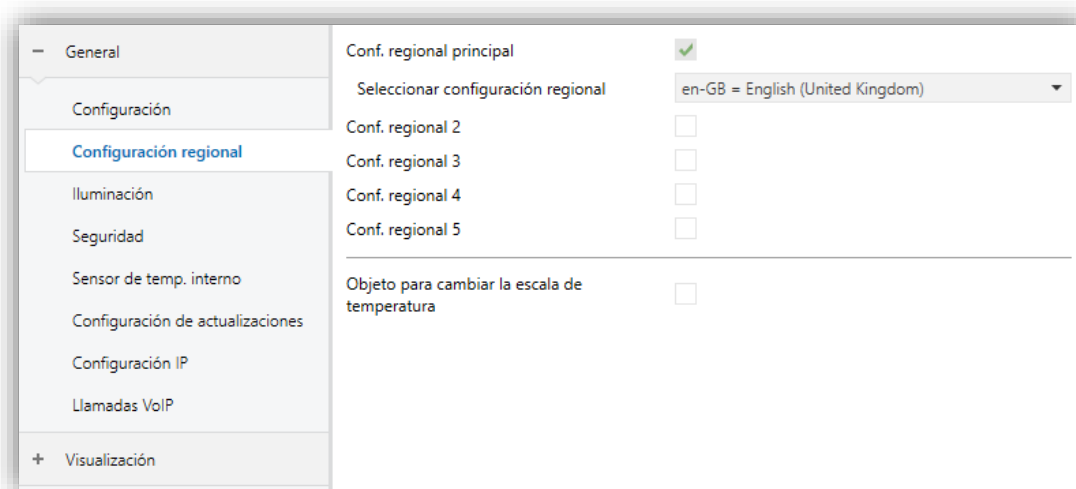 General
Configuración
Configuración regional
Iluminación
Seguridad
Sensor de temp. interno
Configuración de actualizaciones
Configuración IP
Llamadas VoIP
Visualización
Conf. regional principal
Seleccionar configuración regional
en-GB = English (United Kingdom)
Conf. regional 2
Conf. regional 3
Conf. regional 4
Conf. regional 5
Objeto para cambiar la escala de
temperatura